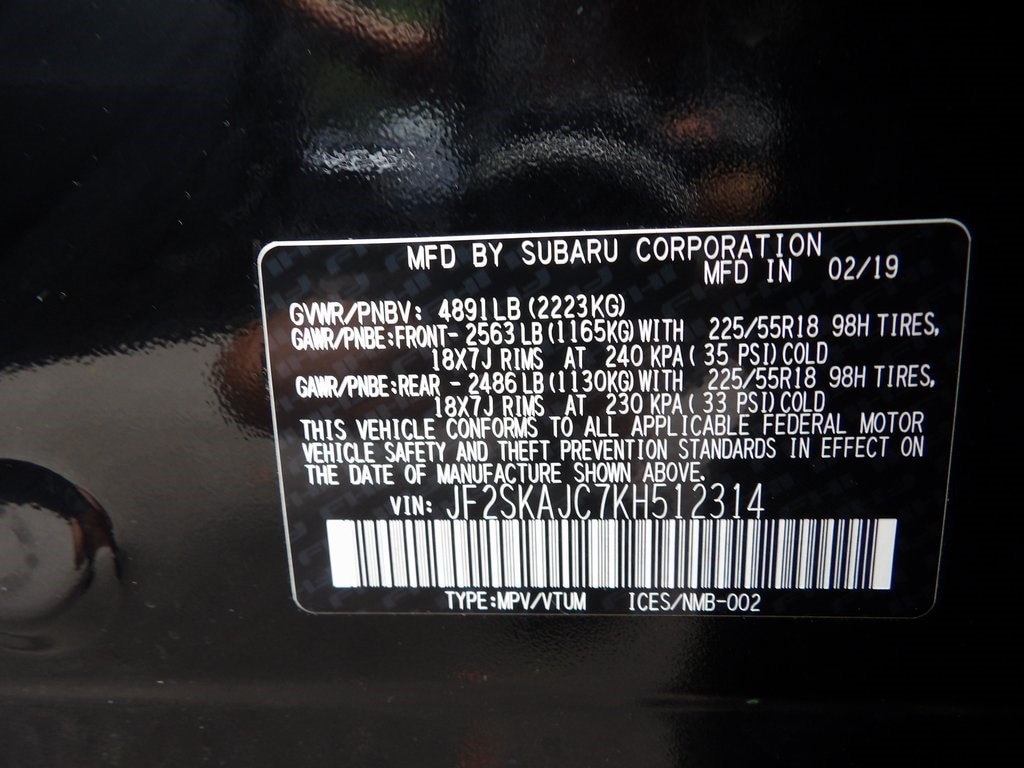 MFD BY SUBARU CORPORATION
MFD IN 02/19
GVWR/PNBV: 4891LB (2223KG)
GAWR/PNBE:FRONT- 2563 LB (1165KG) WITH 225/55R18 98H TIRES,
18X7J RIMS AT 240 KPA ( 35 PSI) COLD
GAWR/PNBE:REAR - 2486 LB (1130KG) WITH 225/55R18 98H TIRES,
18X7J RIMS AT 230 KPA ( 33 PSI) COLD
THIS VEHICLE CONFORMS TO ALL APPLICABLE FEDERAL MOTOR
VEHICLE SAFETY AND THEFT PREVENTION STANDARDS IN EFFECT ON
THE DATE OF MANUFACTURE SHOWN ABOVE.
VIN: JF2SKAJC7KH512314
TYPE:MPV/VTUM ICES/NMB-002